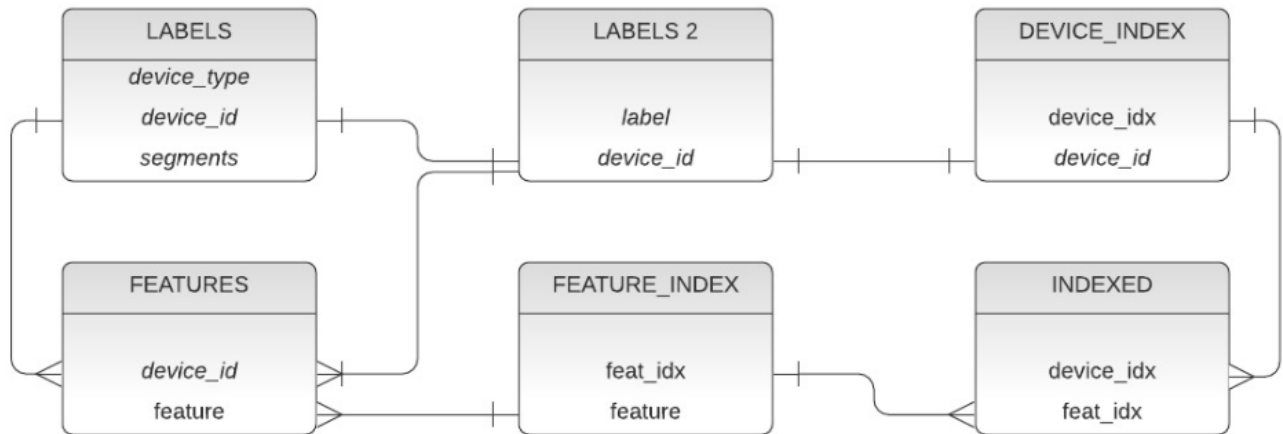 LABELS
device_type
device_id
segments
LABELS 2
label
device_id
DEVICE_INDEX
device_idx
device_id
FEATURES
device_id
feature
FEATURE_INDEX
feat_idx
feature
INDEXED
device_idx
feat_idx